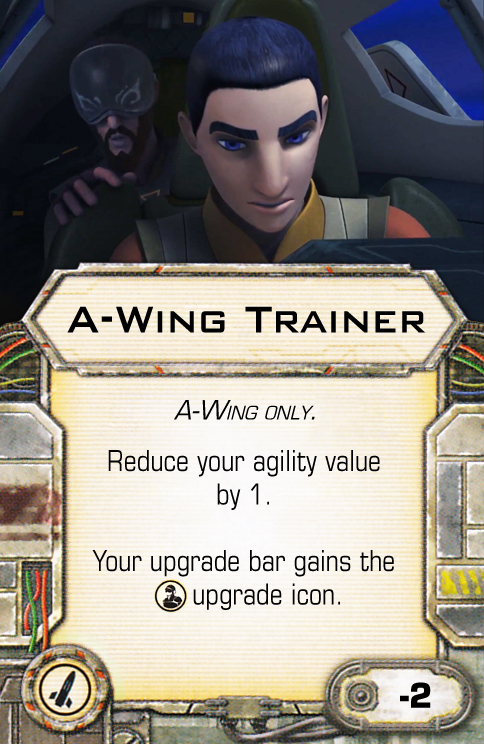 A-Wing Trainer
A-Wing only.
Reduce your agility value
by 1.
Your upgrade bar gains the
upgrade icon.
-2